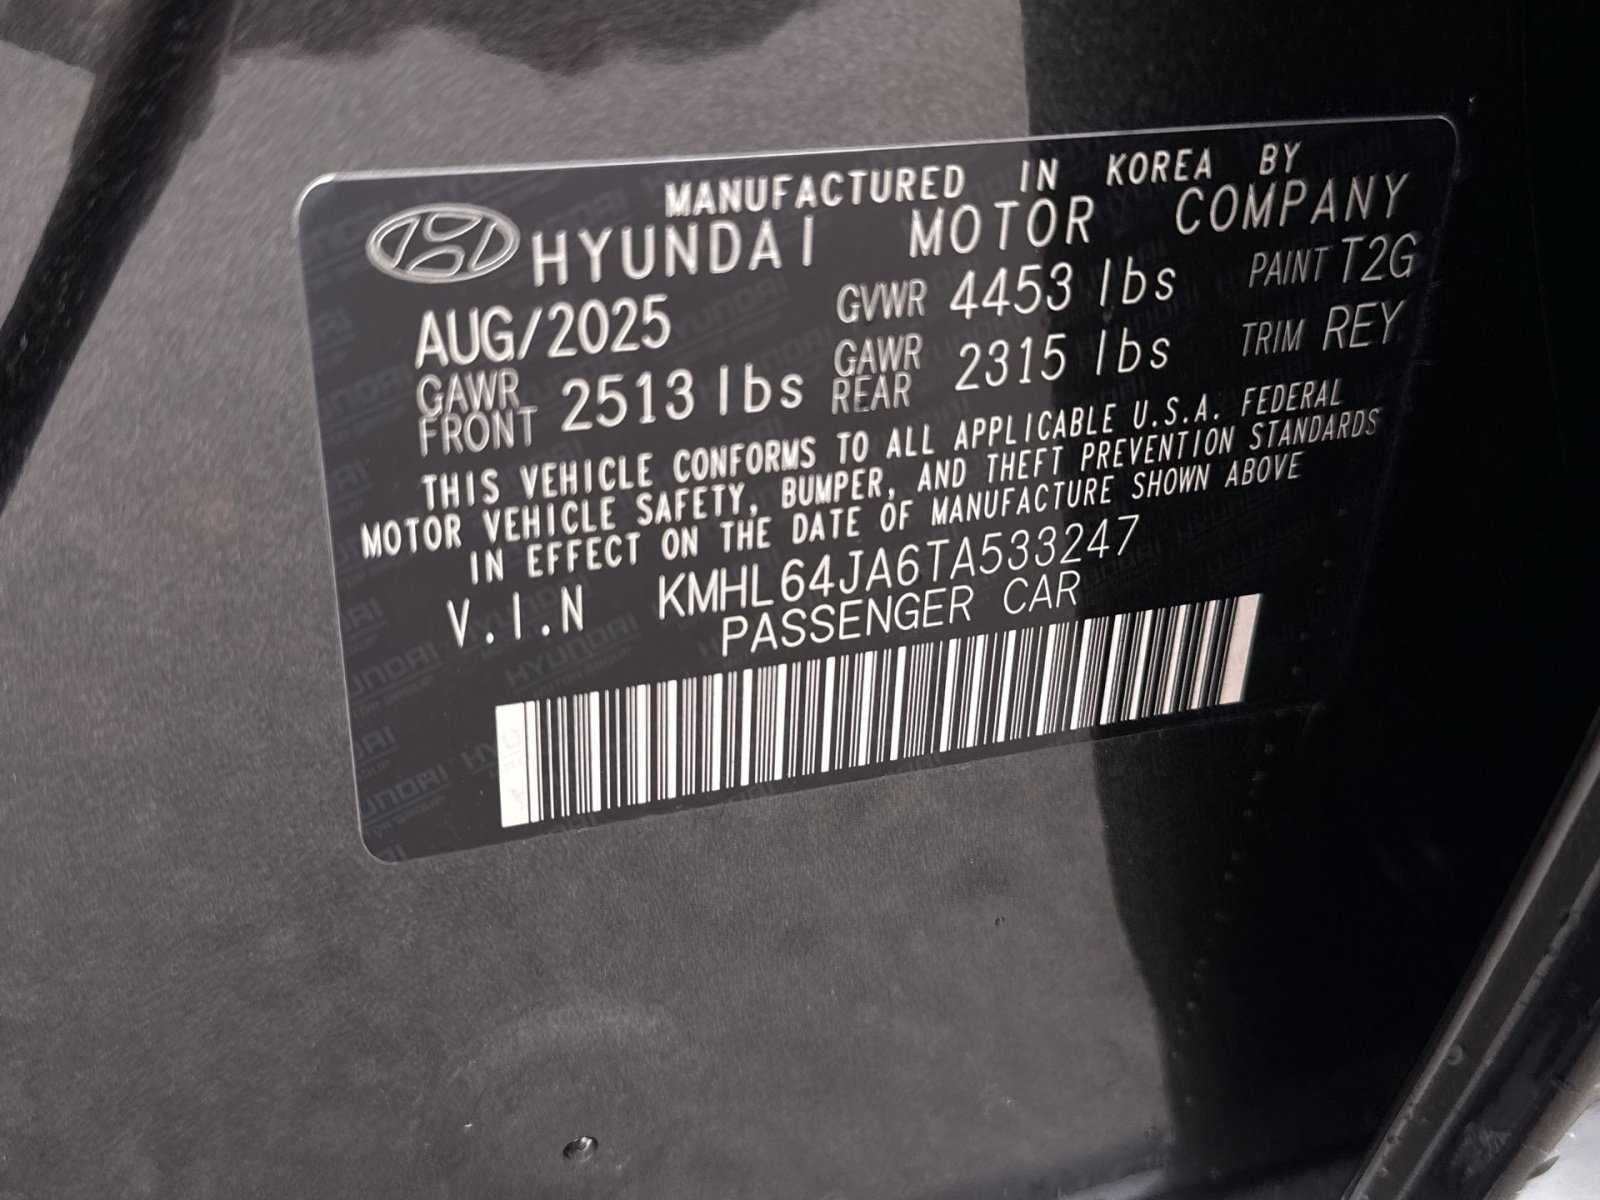 MANUFACTURED IN KOREA BY
HYUNDAI MOTOR COMPANY
AUG/2025 GVWR 4453 lbs PAINT T2G
GAWR FRONT 2513 lbs GAWR REAR 2315 lbs TRIM REY
THIS VEHICLE CONFORMS TO ALL APPLICABLE U.S.A. FEDERAL
MOTOR VEHICLE SAFETY, BUMPER, AND THEFT PREVENTION STANDARDS
IN EFFECT ON THE DATE OF MANUFACTURE SHOWN ABOVE
V.I.N KMHL64JA6TA533247
PASSENGER CAR